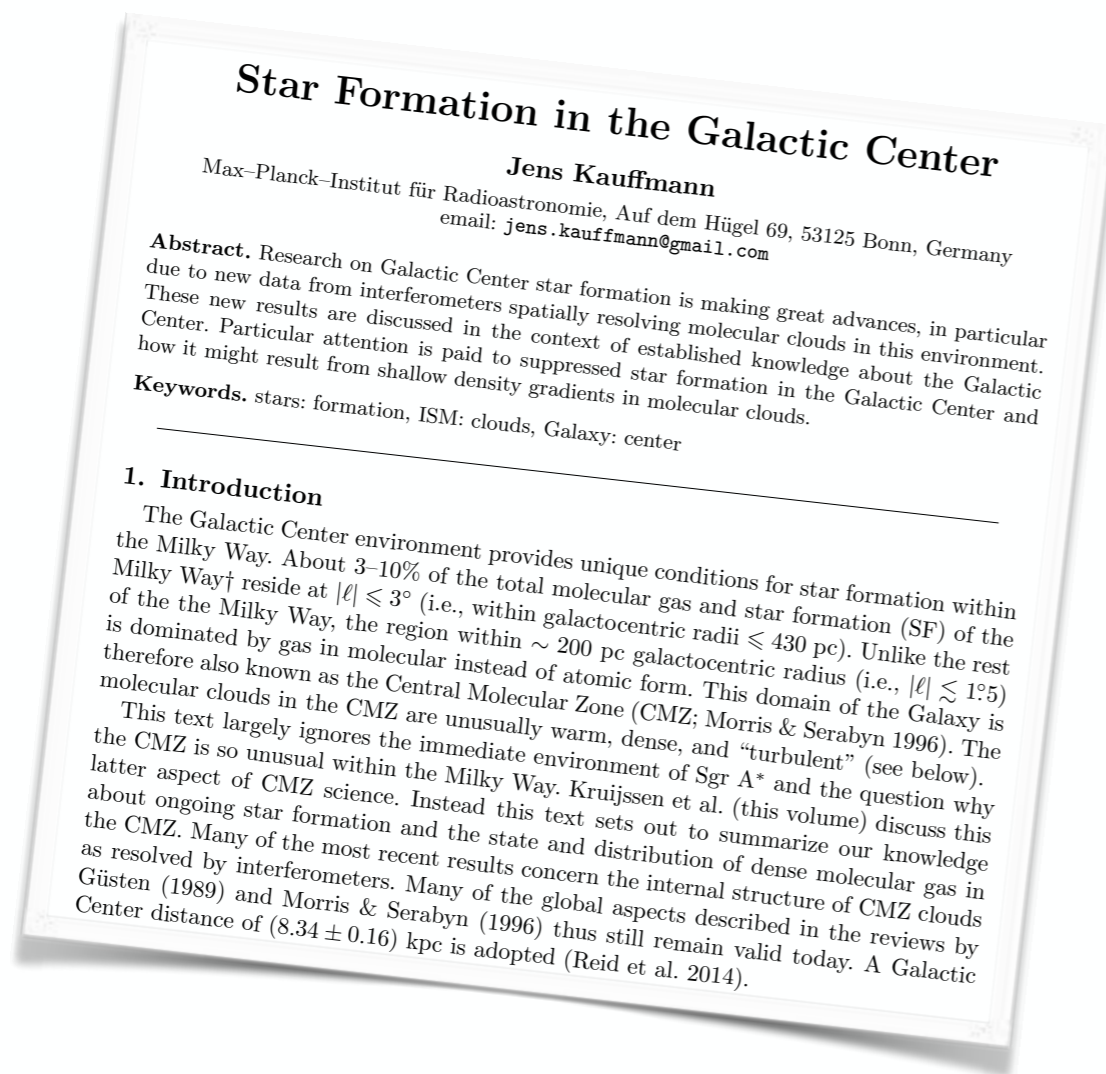 Star Formation in the Galactic Center
Jens Kauffmann
Max–Planck–Institut für Radioastronomie, Auf dem Hügel 69, 53125 Bonn, Germany
email: jens.kauffmann@gmail.com
Abstract. Research on Galactic Center star formation is making great advances, in particular
due to new data from interferometers spatially resolving molecular clouds in this environment.
These new results are discussed in the context of established knowledge about the Galactic
Center. Particular attention is paid to suppressed star formation in the Galactic Center and
how it might result from shallow density gradients in molecular clouds.
Keywords. stars: formation, ISM: clouds, Galaxy: center
1. Introduction
The Galactic Center environment provides unique conditions for star formation within
the Milky Way. About 3–10% of the total molecular gas and star formation (SF) of the
Milky Way† reside at |ℓ| ⩽ 3° (i.e., within galactocentric radii ⩽ 430 pc). Unlike the rest
of the the Milky Way, the region within ∼ 200 pc galactocentric radius (i.e., |ℓ| ≲ 1.°5)
is dominated by gas in molecular instead of atomic form. This domain of the Galaxy is
therefore also known as the Central Molecular Zone (CMZ; Morris & Serabyn 1996). The
molecular clouds in the CMZ are unusually warm, dense, and “turbulent” (see below).
This text largely ignores the immediate environment of Sgr A* and the question why
the CMZ is so unusual within the Milky Way. Kruijssen et al. (this volume) discuss this
latter aspect of CMZ science. Instead this text sets out to summarize our knowledge
about ongoing star formation and the state and distribution of dense molecular gas in
the CMZ. Many of the most recent results concern the internal structure of CMZ clouds
as resolved by interferometers. Many of the global aspects described in the reviews by
Güsten (1989) and Morris & Serabyn (1996) thus still remain valid today. A Galactic
Center distance of (8.34 ± 0.16) kpc is adopted (Reid et al. 2014).